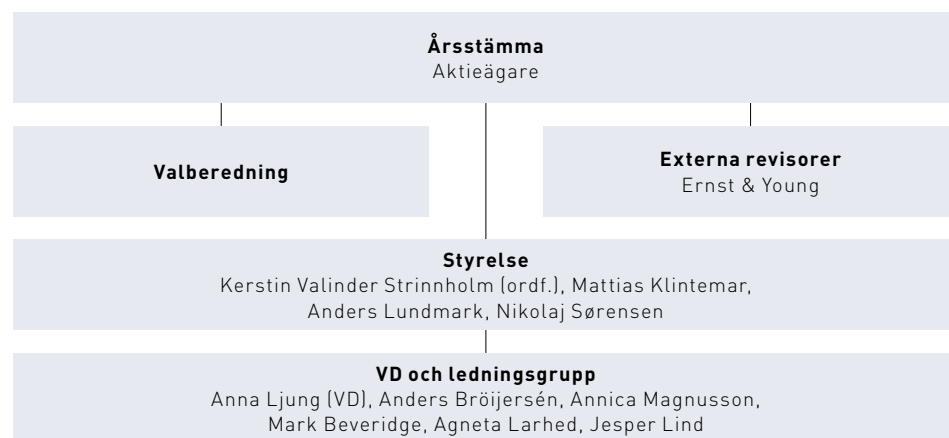 Årsstämma
Aktieägare
Valberedning
Externa revisorer
Ernst & Young
Styrelse
Kerstin Valinder Strinnholm (ordf.), Mattias Klintemar,
Anders Lundmark, Nikolaj Sørensen
VD och ledningsgrupp
Anna Ljung (VD), Anders Bröijersén, Annica Magnusson,
Mark Beveridge, Agneta Larhed, Jesper Lind